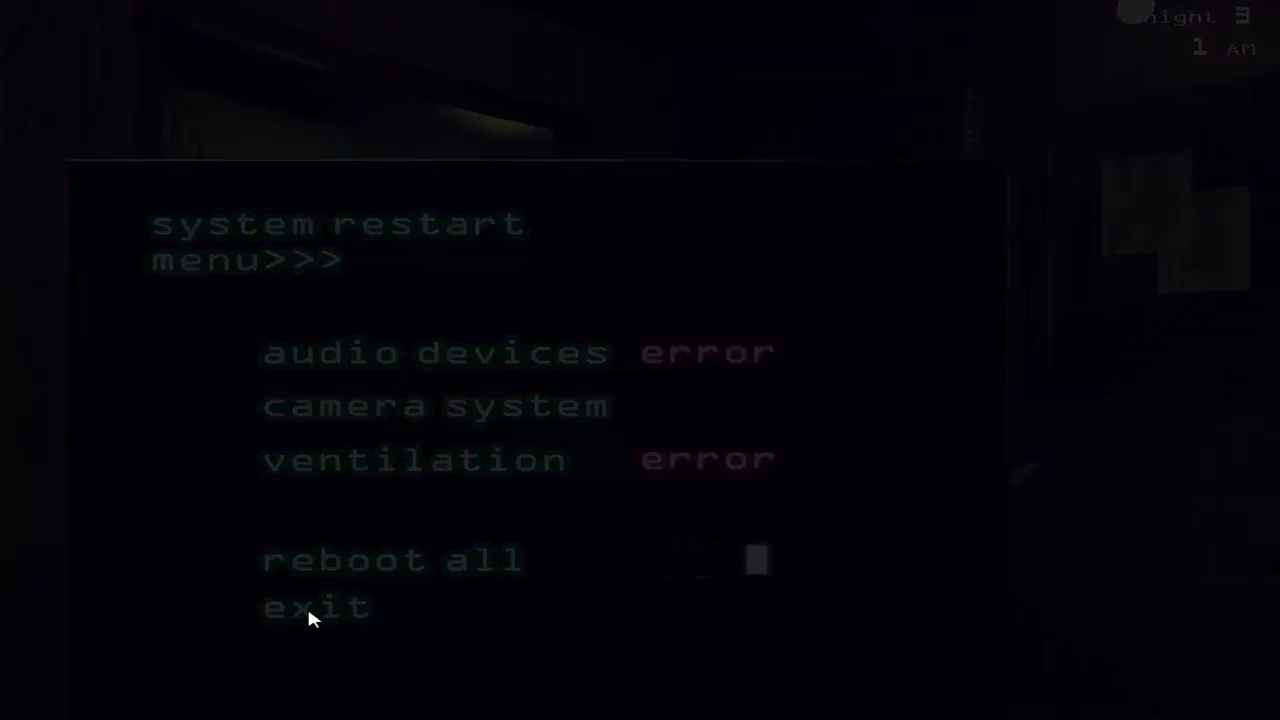 night 3
1 AM
system restart
menu>>>
audio devices error
camera system
ventilation error
reboot all
exit